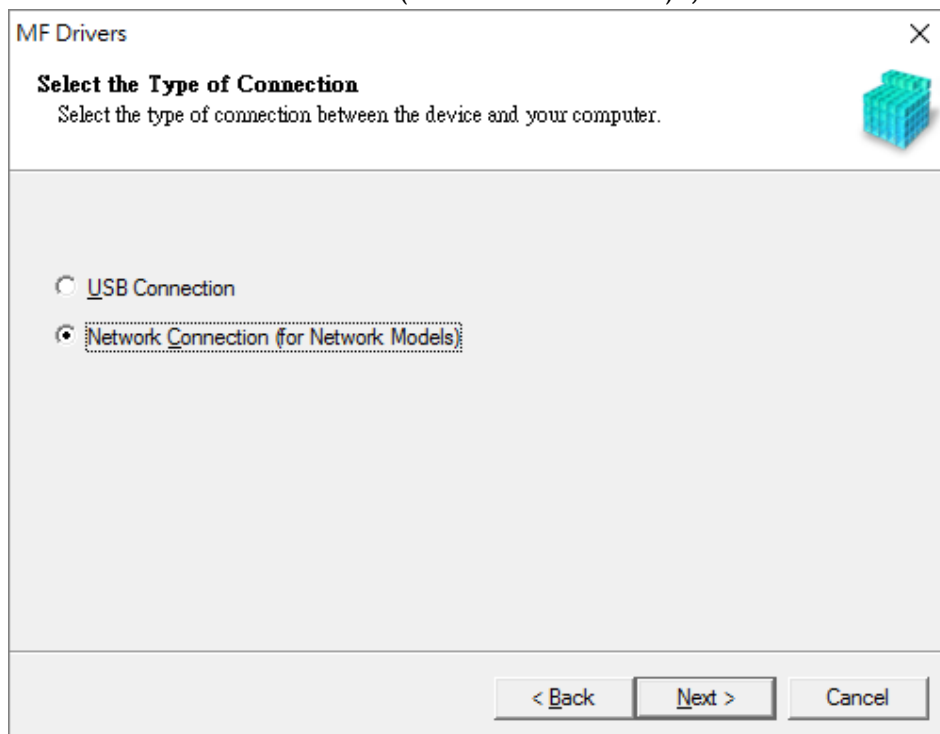 MF Drivers
Select the Type of Connection
Select the type of connection between the device and your computer.
USB Connection
Network Connection (for Network Models)
< Back Next > Cancel